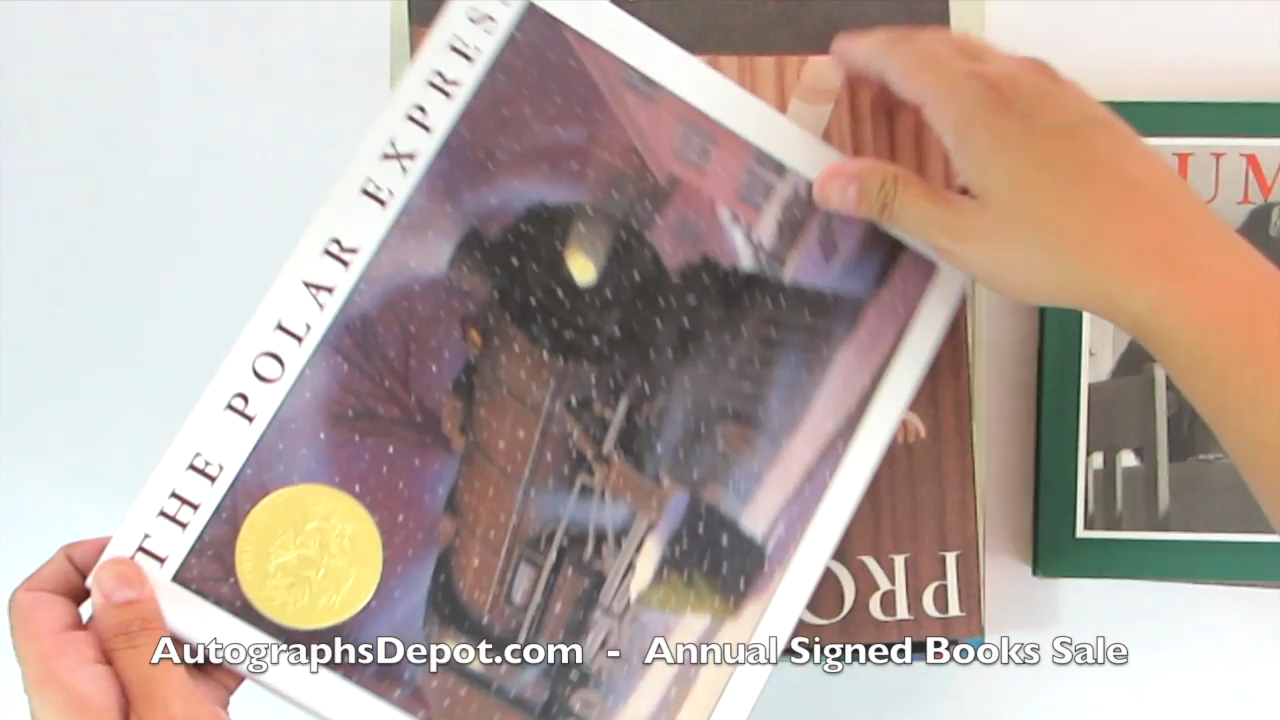 THE POLAR EXPRESS
UM
PRO
AutographsDepot.com - Annual Signed Books Sale